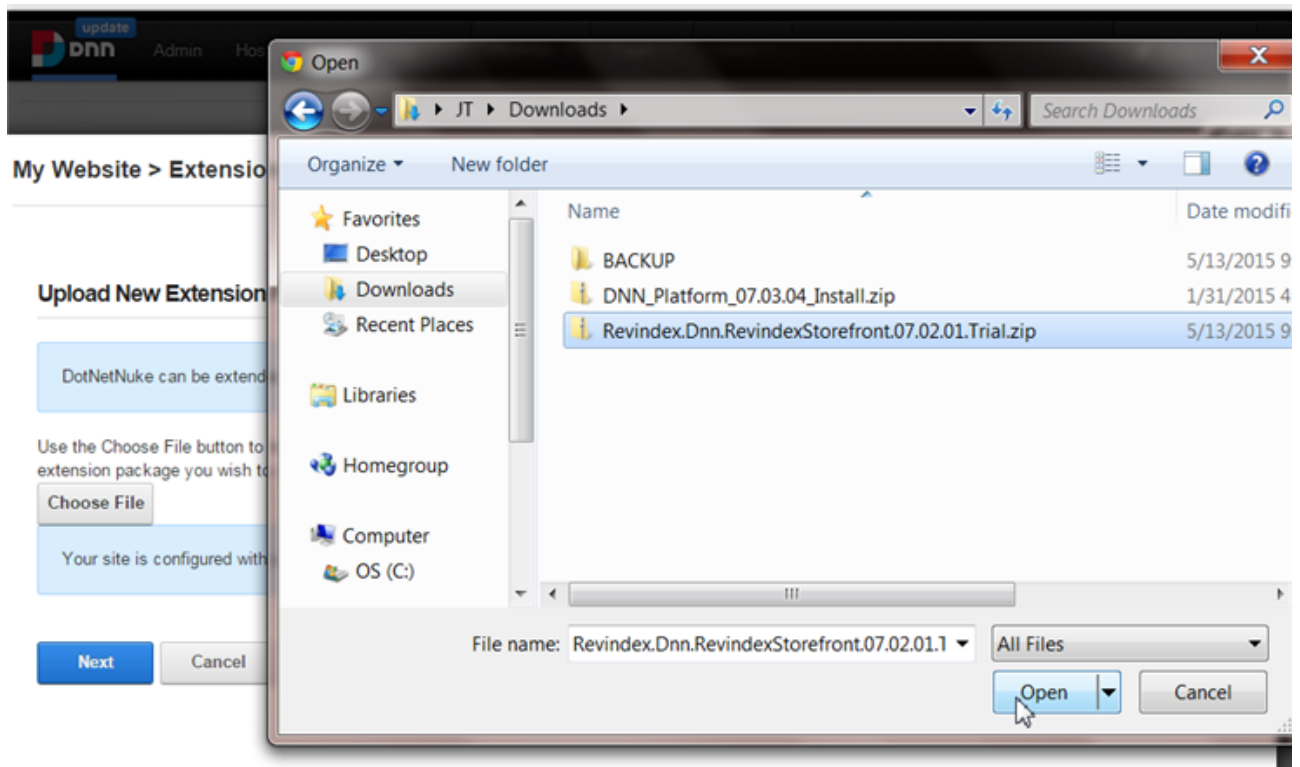 update
DNN Admin Hos
Open
JT Downloads
Search Downloads
Organize New folder
My Website > Extensio
Favorites
Desktop
Downloads
Recent Places
Libraries
Homegroup
Computer
OS (C:)
Name Date modifi
BACKUP 5/13/2015 9
DNN_Platform_07.03.04_Install.zip 1/31/2015 4
Revindex.Dnn.RevindexStorefront.07.02.01.Trial.zip 5/13/2015 9
Upload New Extension
DotNetNuke can be extend
Use the Choose File button to
extension package you wish to
Choose File
Your site is configured with
Next Cancel
File name: Revindex.Dnn.RevindexStorefront.07.02.01.T
All Files
Open Cancel